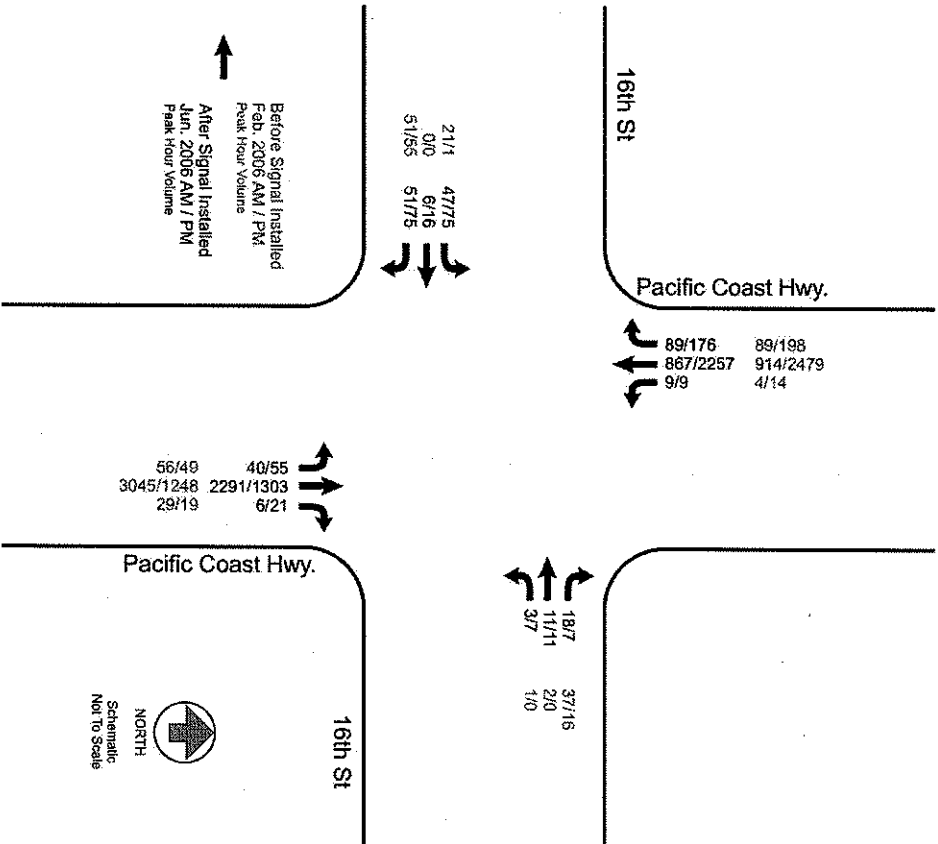 16th St
Pacific Coast Hwy.
89/176 89/198
867/2257 914/2479
9/9 4/14
21/1 47/75
0/0 6/16
51/55 51/75
Before Signal Installed
Feb. 2006 AM / PM
Peak Hour Volume
After Signal Installed
Jun. 2006 AM / PM
Peak Hour Volume
56/49 40/55
3045/1248 2291/1303
29/19 6/21
Pacific Coast Hwy.
18/7 37/16
11/11 2/0
3/7 1/0
16th St
NORTH
Schematic
Not To Scale